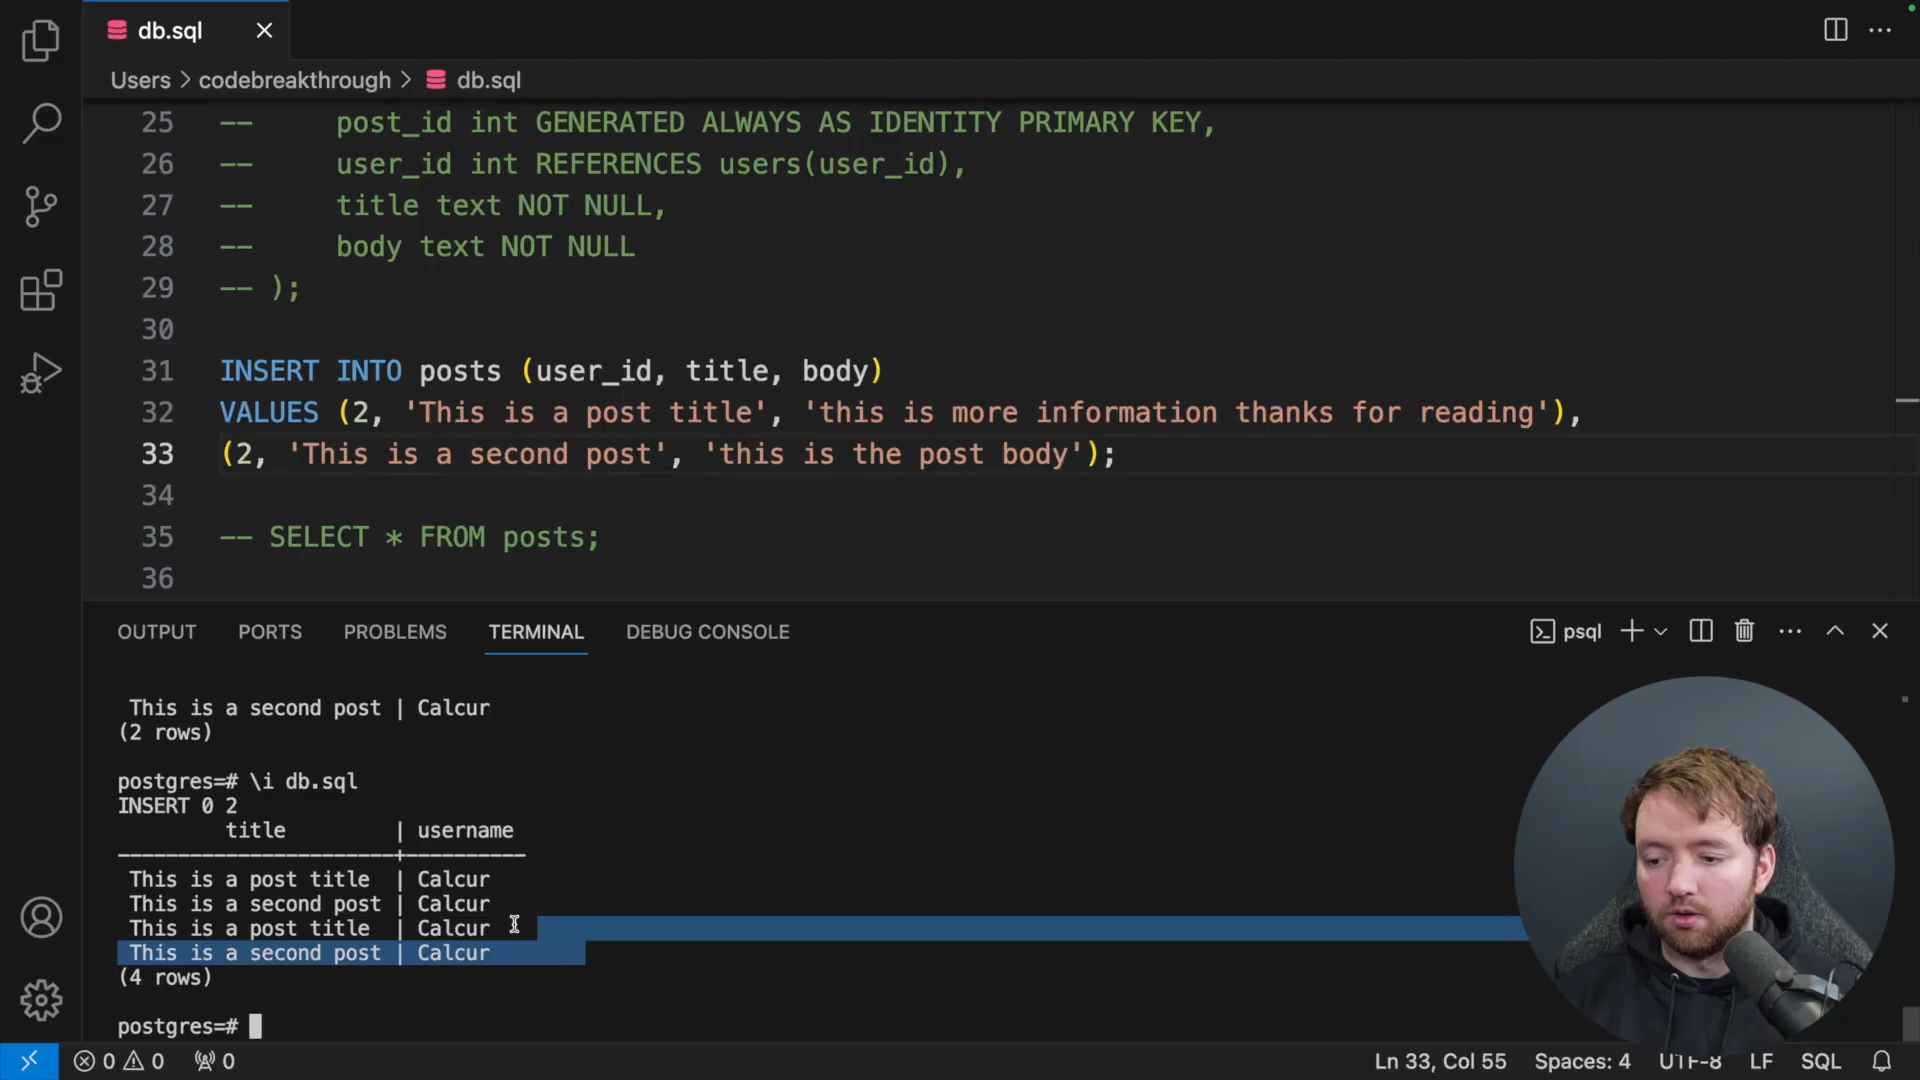 db.sql
Users > codebreakthrough > db.sql
25 -- post_id int GENERATED ALWAYS AS IDENTITY PRIMARY KEY,
26 -- user_id int REFERENCES users(user_id),
27 -- title text NOT NULL,
28 -- body text NOT NULL
29 -- );
30
31 INSERT INTO posts (user_id, title, body)
32 VALUES (2, 'This is a post title', 'this is more information thanks for reading'),
33 (2, 'This is a second post', 'this is the post body');
34
35 -- SELECT * FROM posts;
36
OUTPUT PORTS PROBLEMS TERMINAL DEBUG CONSOLE psql
This is a second post | Calcur
(2 rows)
postgres=# \i db.sql
INSERT 0 2
title | username
-----------------------+----------
This is a post title | Calcur
This is a second post | Calcur
This is a post title | Calcur
This is a second post | Calcur
(4 rows)
postgres=#
0 0 0 Ln 33, Col 55 Spaces: 4 UTF-8 LF SQL